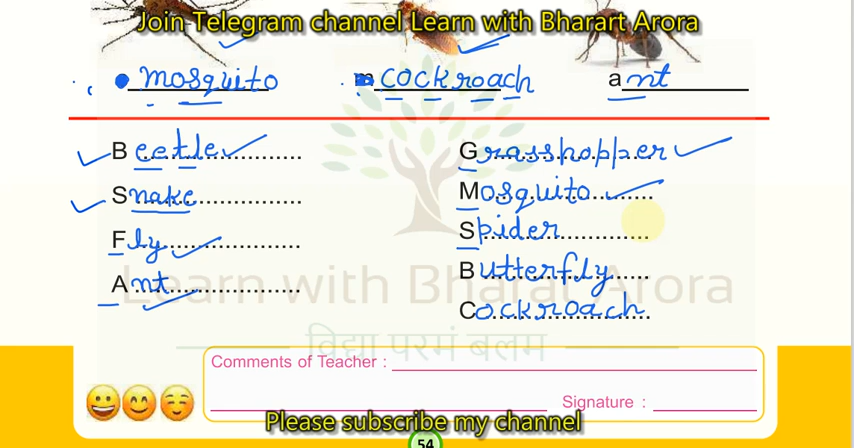 Join Telegram channel Learn with Bharart Arora
mosquito cockroach ant
Beetle Grasshopper
Snake Mosquito
Fly Spider
Ant Butterfly
Cockroach
Learn with Bharat Arora
विद्या परमं बलम
Comments of Teacher :
Signature :
Please subscribe my channel
54